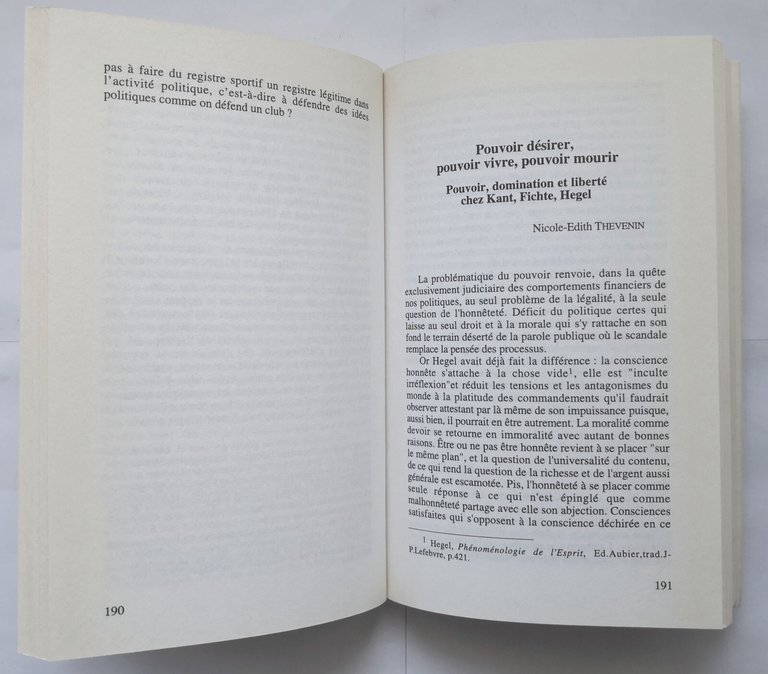 pas à faire du registre sportif un registre légitime dans
l'activité politique, c'est-à-dire à défendre des idées
politiques comme on défend un club ?
190
Pouvoir désirer,
pouvoir vivre, pouvoir mourir
Pouvoir, domination et liberté
chez Kant, Fichte, Hegel
Nicole-Edith THEVENIN
La problématique du pouvoir renvoie, dans la quête
exclusivement judiciaire des comportements financiers de
nos politiques, au seul problème de la légalité, à la seule
question de l'honnêteté. Déficit du politique certes qui
laisse au seul droit et à la morale qui s'y rattache en son
fond le terrain déserté de la parole publique où le scandale
remplace la pensée des processus.
Or Hegel avait déjà fait la différence : la conscience
honnête s'attache à la chose vide1, elle est "inculte
irréflexion"et réduit les tensions et les antagonismes du
monde à la platitude des commandements qu'il faudrait
observer attestant par là même de son impuissance puisque,
aussi bien, il pourrait en être autrement. La moralité comme
devoir se retourne en immoralité avec autant de bonnes
raisons. Être ou ne pas être honnête revient à se placer "sur
le même plan", et la question de l'universalité du contenu,
de ce qui rend la question de la richesse et de l'argent aussi
générale est escamotée. Pis, l'honnêteté à se placer comme
seule réponse à ce qui n'est épinglé que comme
malhonnêteté partage avec elle son abjection. Consciences
satisfaites qui s'opposent à la conscience déchirée en ce
1 Hegel, Phénoménologie de l'Esprit, Ed.Aubier,trad.J-
P.Lefebvre, p.421.
191